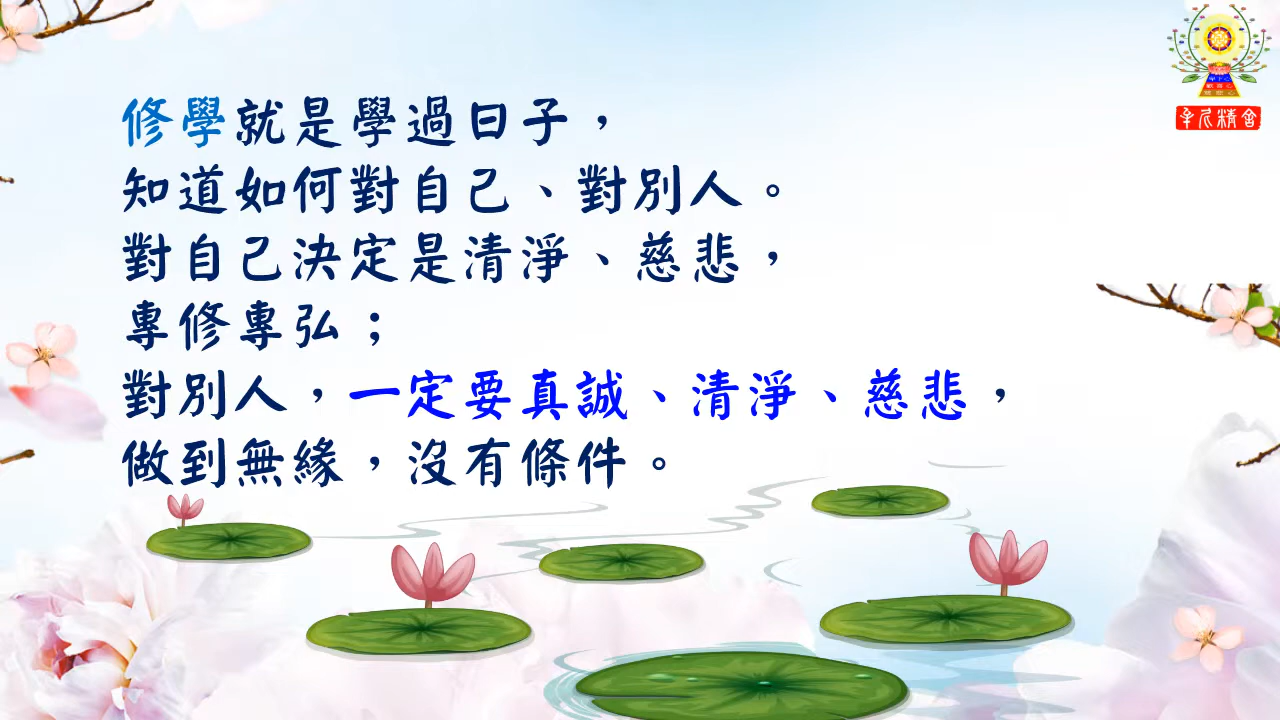 修學就是學過日子，
知道如何對自己、對別人。
對自己決定是清淨、慈悲，
專修專弘；
對別人，一定要真誠、清淨、慈悲，
做到無緣，沒有條件。